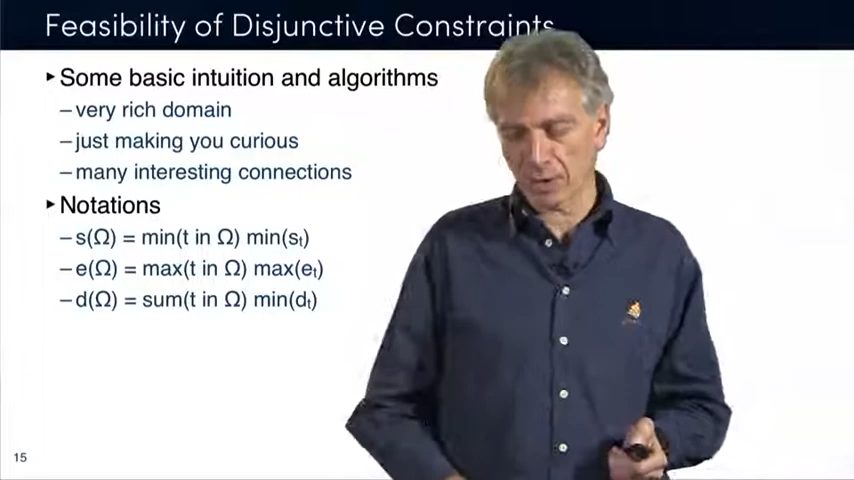 Feasibility of Disjunctive Constraints
▸ Some basic intuition and algorithms
– very rich domain
– just making you curious
– many interesting connections
▸ Notations
– s(Ω) = min(t in Ω) min(sₜ)
– e(Ω) = max(t in Ω) max(eₜ)
– d(Ω) = sum(t in Ω) min(dₜ)
15